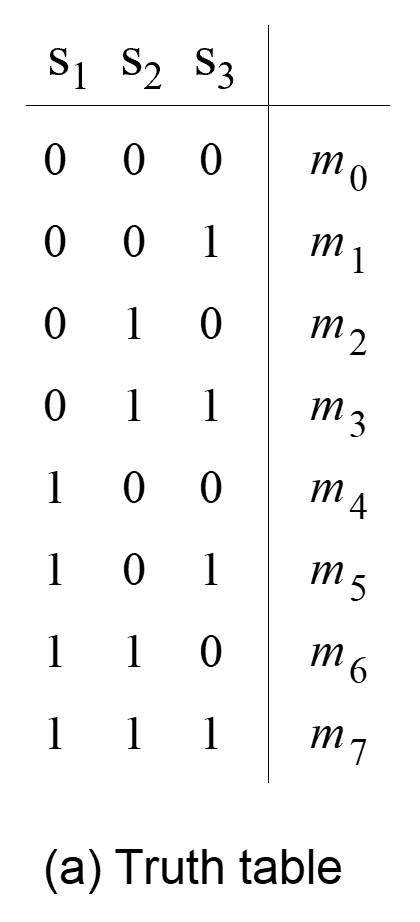 s1 s2 s3
0 0 0 m0
0 0 1 m1
0 1 0 m2
0 1 1 m3
1 0 0 m4
1 0 1 m5
1 1 0 m6
1 1 1 m7
(a) Truth table